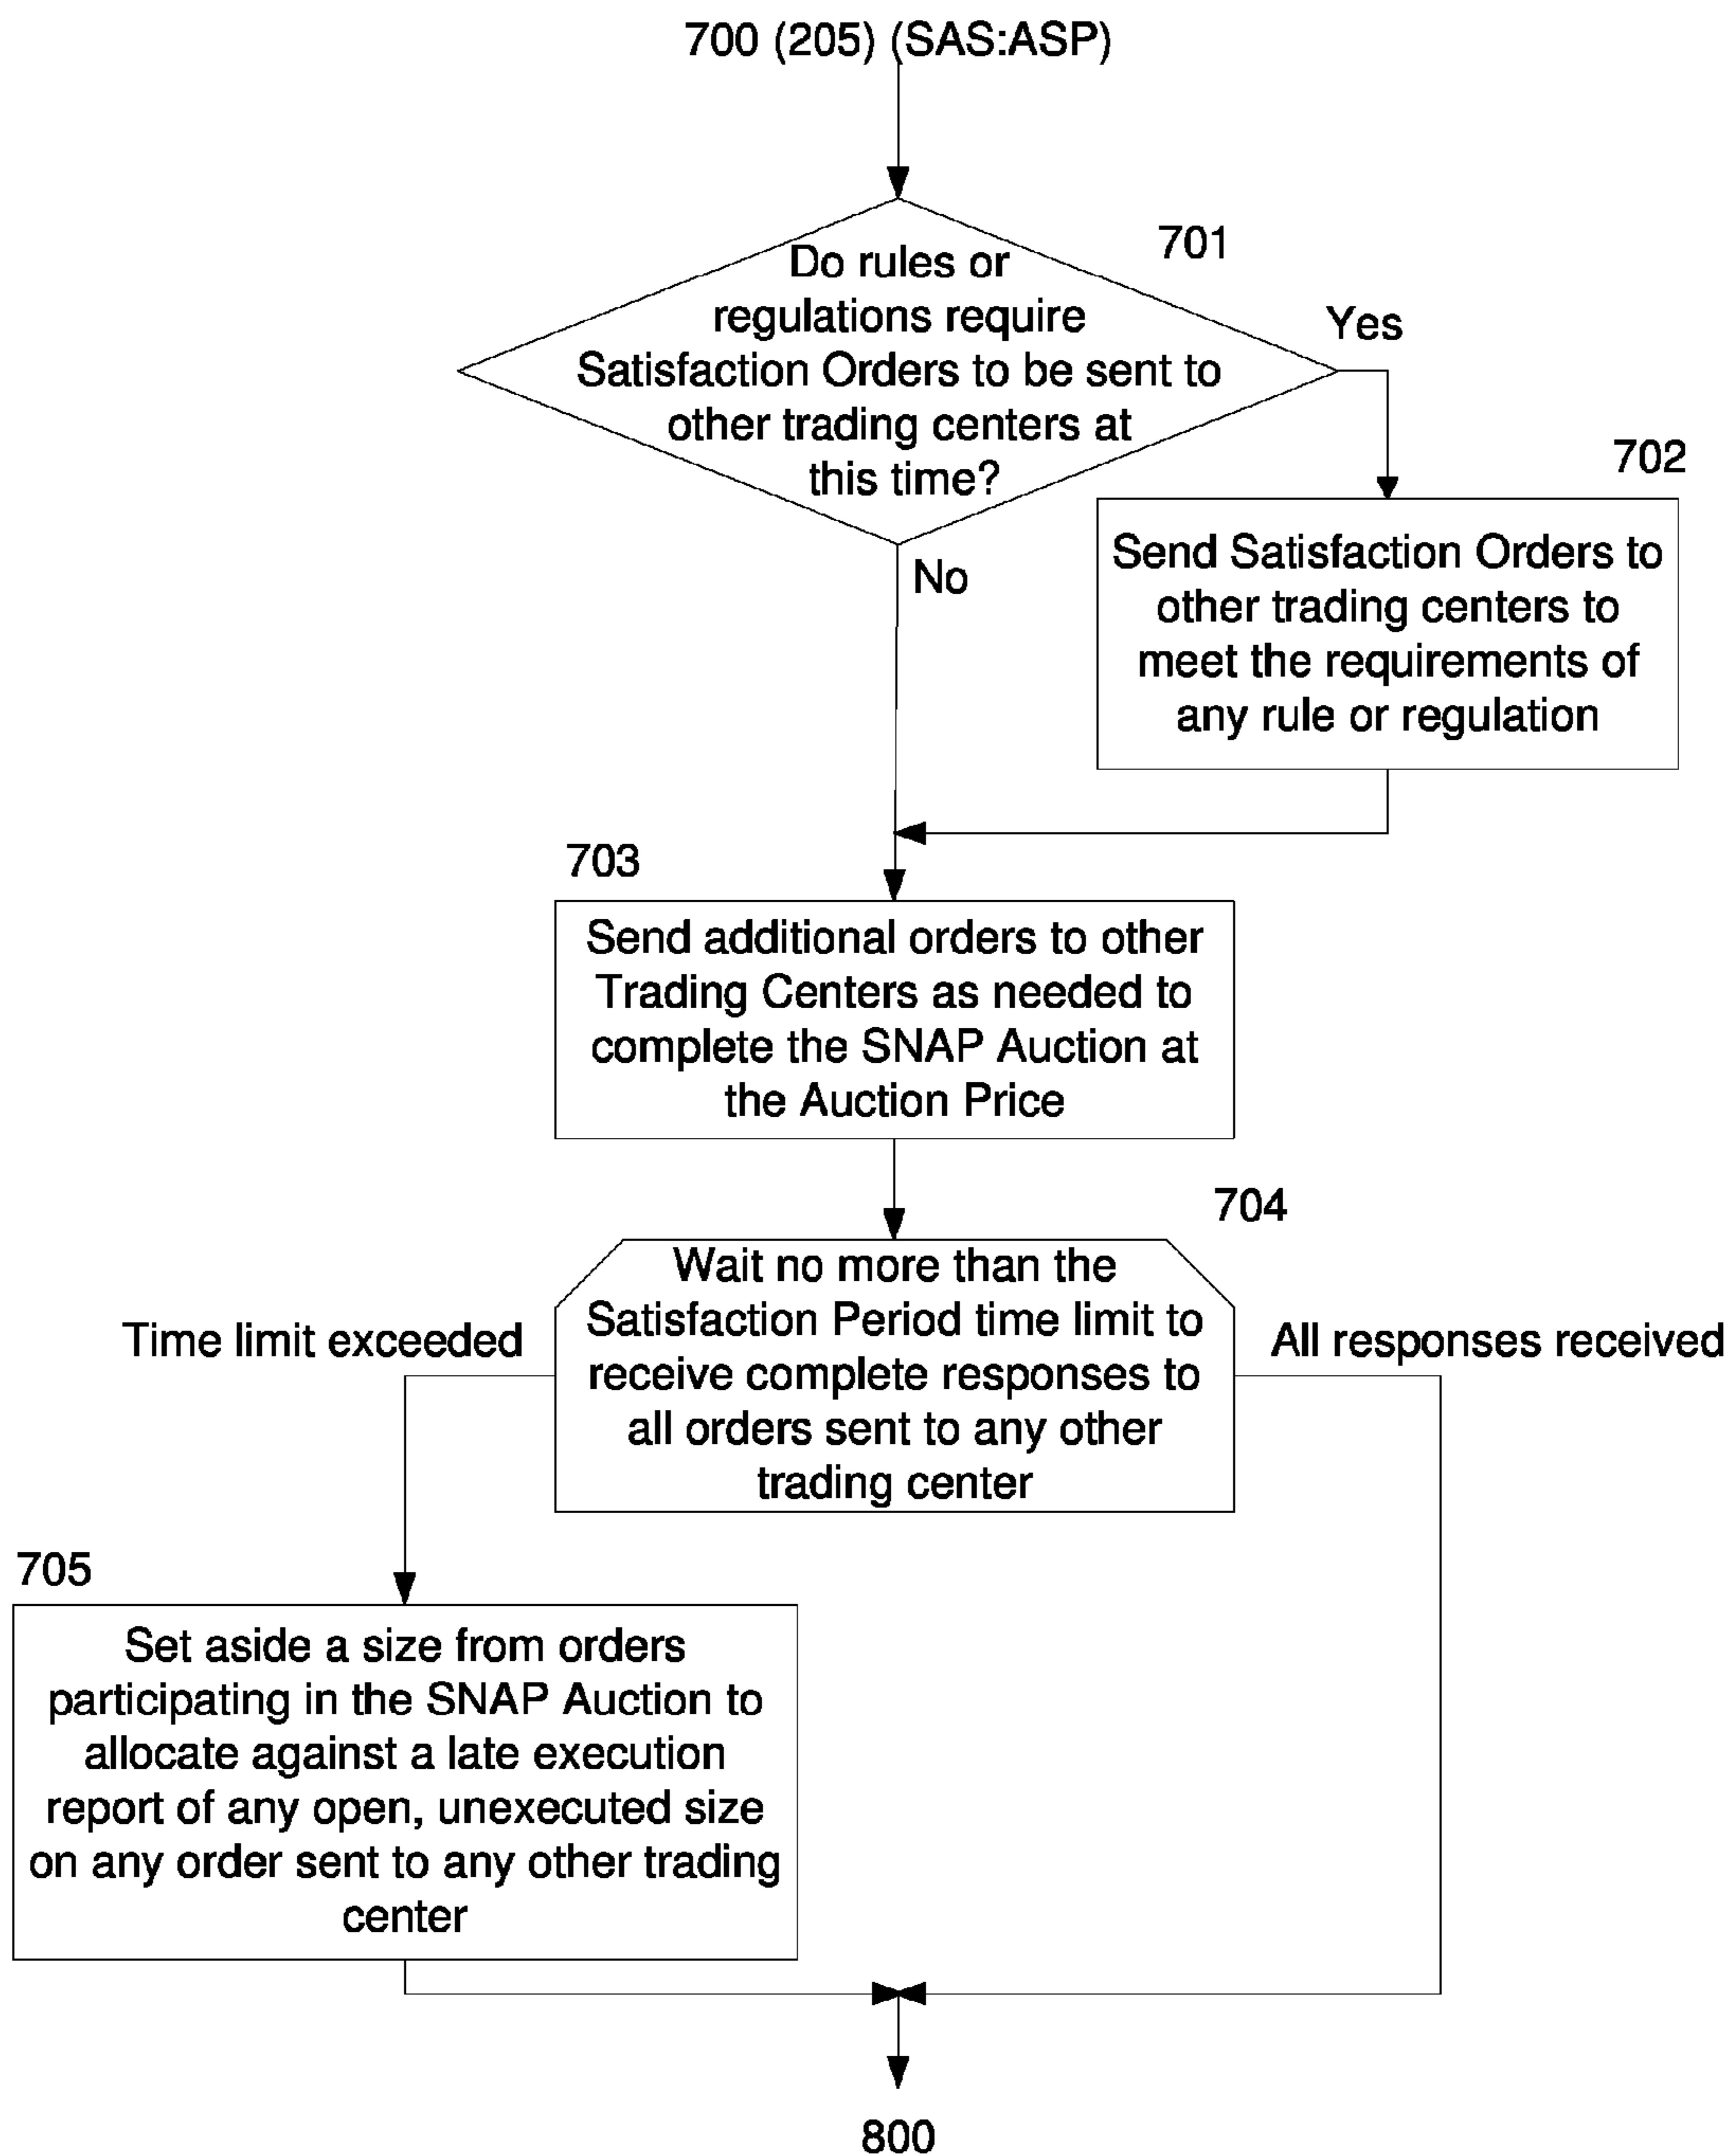 700 (205) (SAS:ASP)
701
Do rules or
regulations require
Satisfaction Orders to be sent to
other trading centers at
this time?
Yes
No
702
Send Satisfaction Orders to
other trading centers to
meet the requirements of
any rule or regulation
703
Send additional orders to other
Trading Centers as needed to
complete the SNAP Auction at
the Auction Price
704
Wait no more than the
Satisfaction Period time limit to
receive complete responses to
all orders sent to any other
trading center
Time limit exceeded
All responses received
705
Set aside a size from orders
participating in the SNAP Auction to
allocate against a late execution
report of any open, unexecuted size
on any order sent to any other trading
center
800